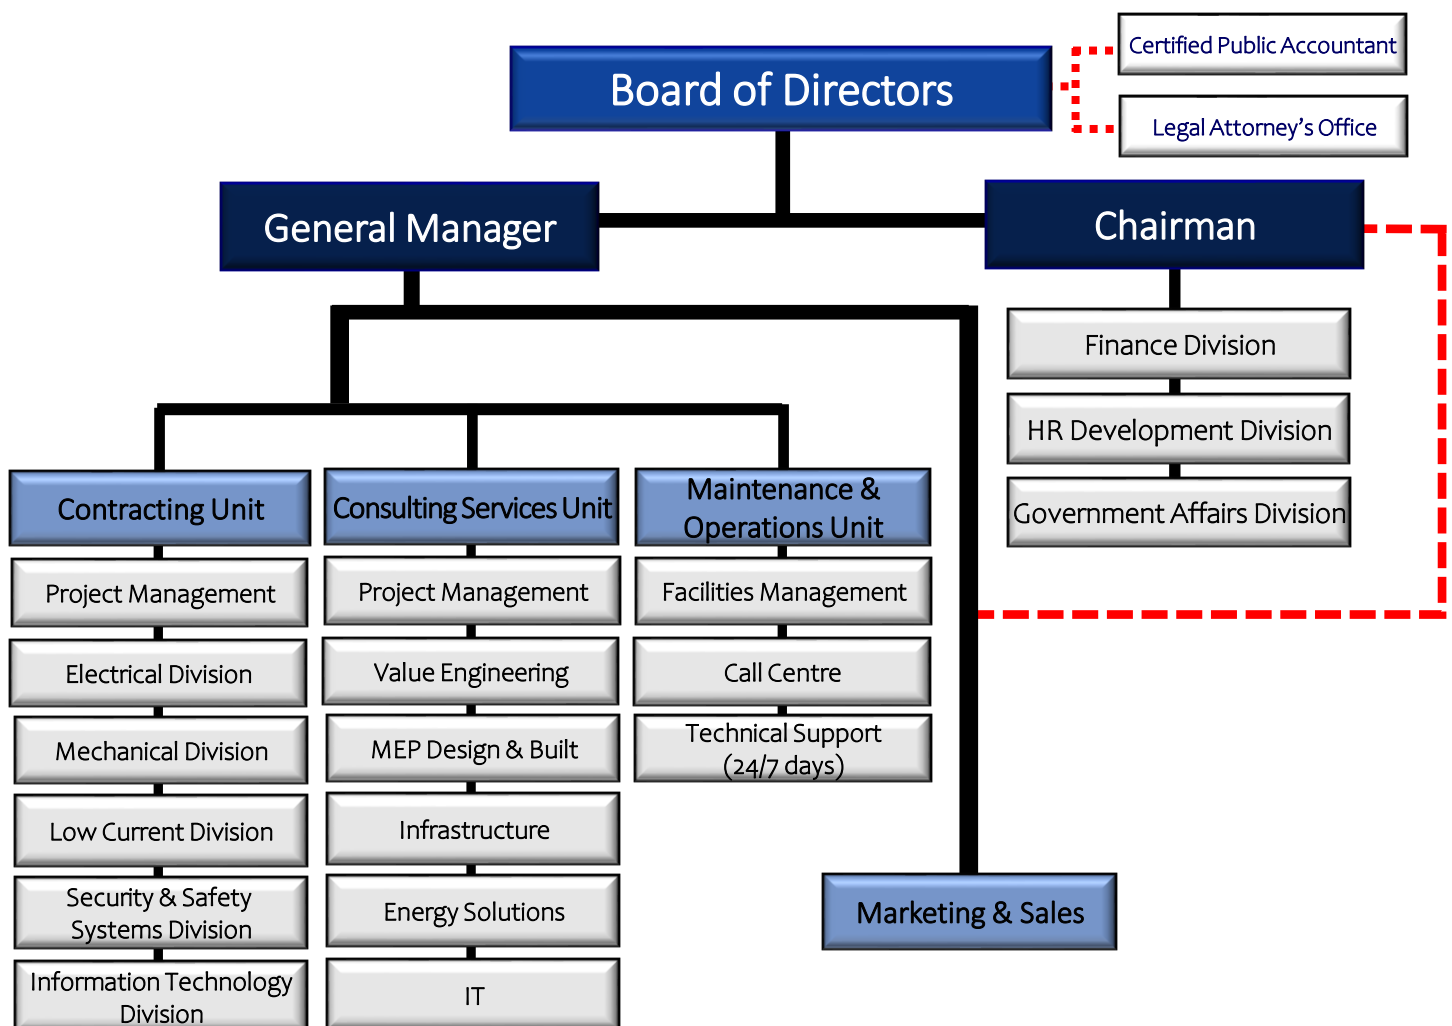 Certified Public Accountant
Board of Directors
Legal Attorney’s Office
General Manager
Chairman
Finance Division
HR Development Division
Government Affairs Division
Contracting Unit
Project Management
Electrical Division
Mechanical Division
Low Current Division
Security & Safety
Systems Division
Information Technology
Division
Consulting Services Unit
Project Management
Value Engineering
MEP Design & Built
Infrastructure
Energy Solutions
IT
Maintenance &
Operations Unit
Facilities Management
Call Centre
Technical Support
(24/7 days)
Marketing & Sales